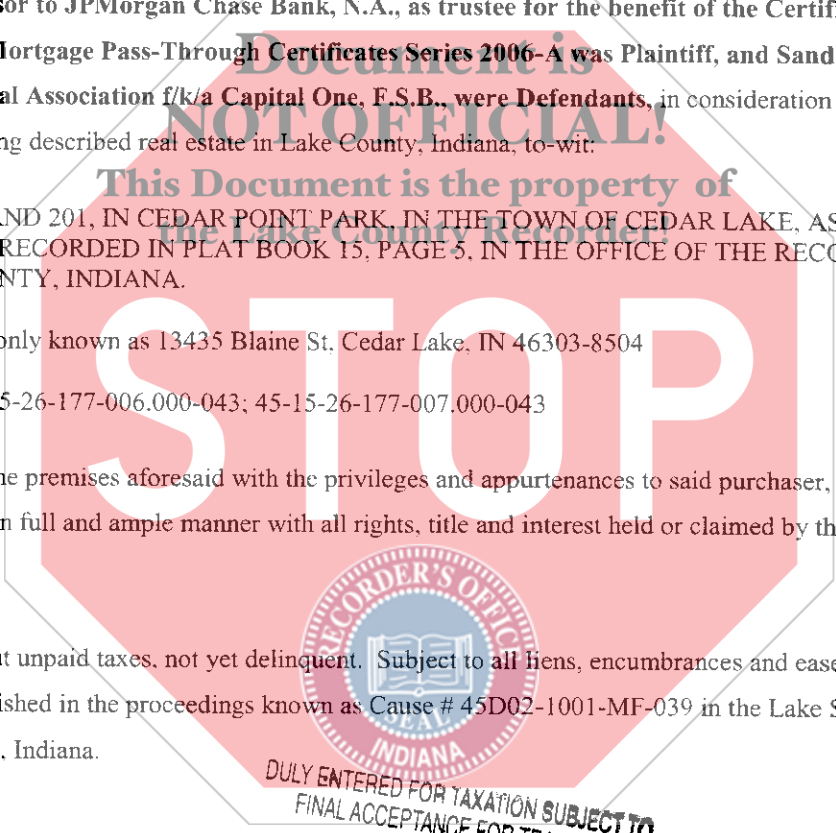 sor to JPMorgan Chase Bank, N.A., as trustee for the benefit of the Certifi
Mortgage Pass-Through Certificates Series 2006-A was Plaintiff, and Sand
Document is
al Association f/k/a Capital One, F.S.B., were Defendants, in consideration
NOT OFFICIAL!
ng described real estate in Lake County, Indiana, to-wit:
This Document is the property of
AND 201, IN CEDAR POINT PARK, IN THE TOWN OF CEDAR LAKE, AS
the Lake County Recorder!
RECORDED IN PLAT BOOK 15, PAGE 5, IN THE OFFICE OF THE RECO
NTY, INDIANA.
STOP
only known as 13435 Blaine St, Cedar Lake, IN 46303-8504
5-26-177-006.000-043; 45-15-26-177-007.000-043
he premises aforesaid with the privileges and appurtenances to said purchaser,
n full and ample manner with all rights, title and interest held or claimed by th
RECORDER'S OFFICE
SEAL
INDIANA
ut unpaid taxes, not yet delinquent. Subject to all liens, encumbrances and ease
ished in the proceedings known as Cause # 45D02-1001-MF-039 in the Lake S
, Indiana.
DULY ENTERED FOR TAXATION SUBJECT TO
FINAL ACCEPTANCE FOR TRA